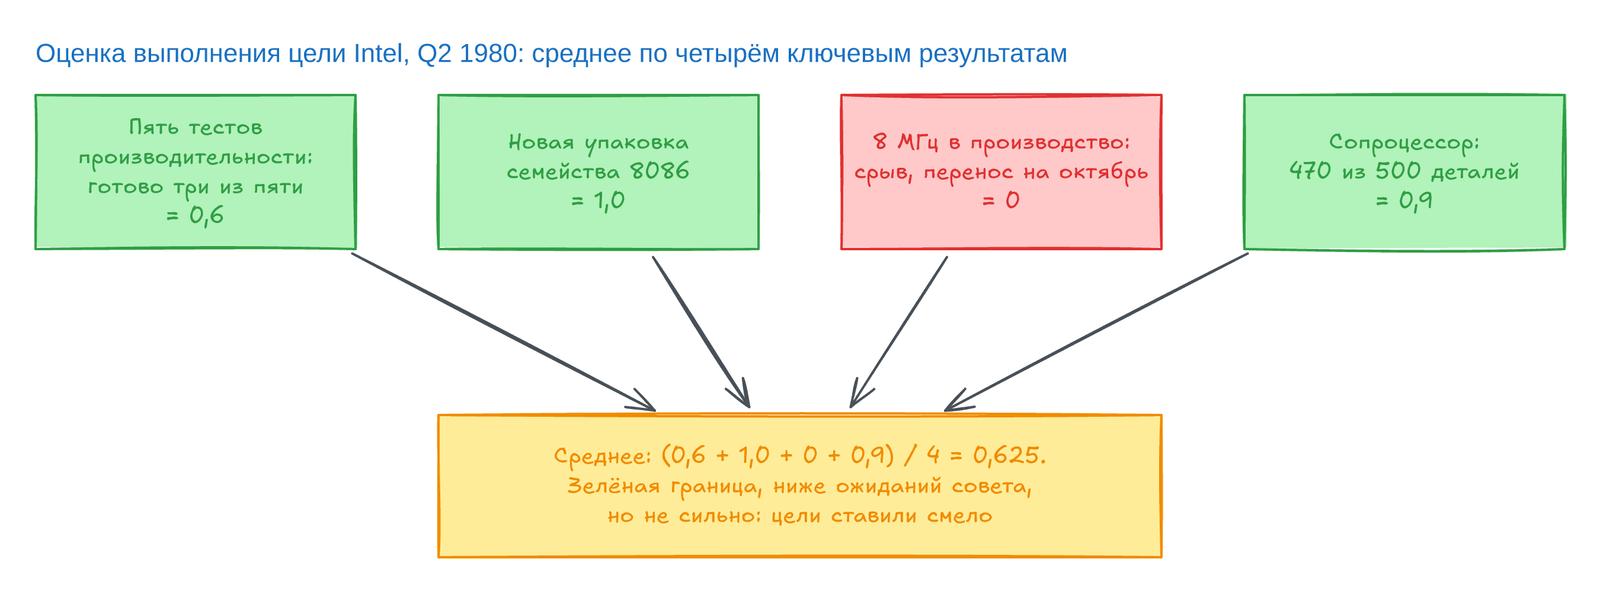 Оценка выполнения цели Intel, Q2 1980: среднее по четырём ключевым результатам
Пять тестов
производительности:
готово три из пяти
= 0,6
Новая упаковка
семейства 8086
= 1,0
8 МГц в производство:
срыв, перенос на октябрь
= 0
Сопроцессор:
470 из 500 деталей
= 0,9
Среднее: (0,6 + 1,0 + 0 + 0,9) / 4 = 0,625.
Зелёная граница, ниже ожиданий совета,
но не сильно: цели ставили смело